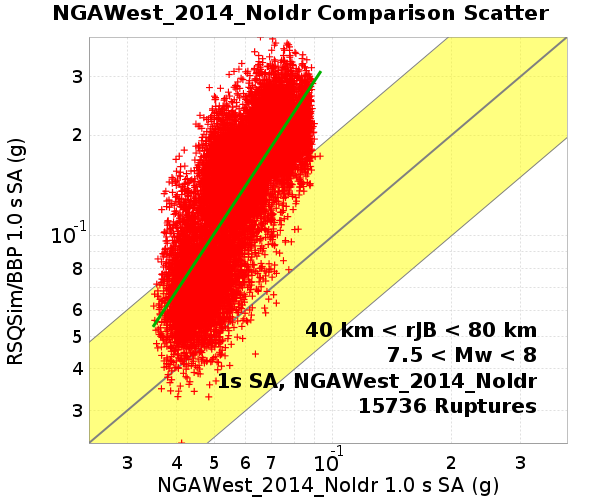 NGAWest_2014_NoIdr Comparison Scatter
RSQSim/BBP 1.0 s SA (g)
3
2
10-1
8
6
5
4
3
40 km < rJB < 80 km
7.5 < Mw < 8
1s SA, NGAWest_2014_NoIdr
15736 Ruptures
3 4 5 6 7 10-1 2 3
NGAWest_2014_NoIdr 1.0 s SA (g)